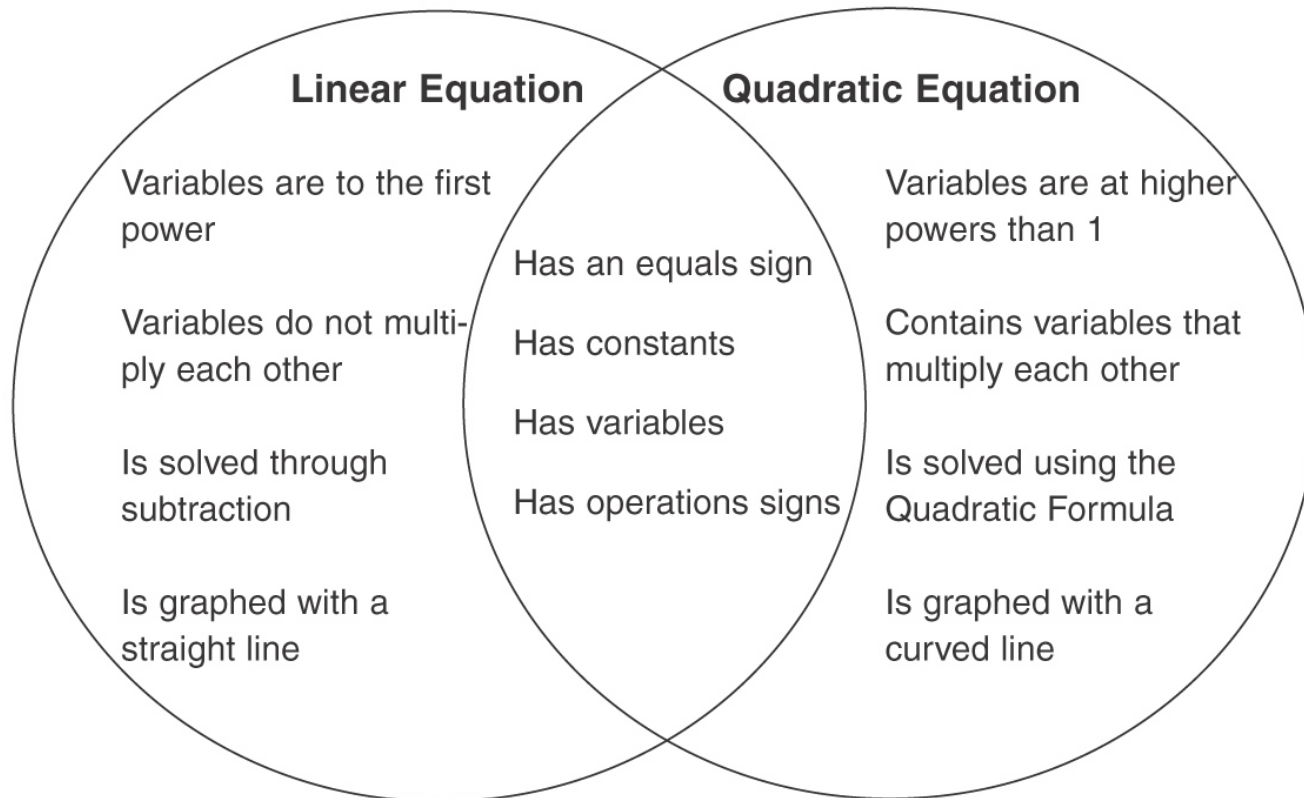 Linear Equation
Variables are to the first
power
Variables do not multi-
ply each other
Is solved through
subtraction
Is graphed with a
straight line
Has an equals sign
Has constants
Has variables
Has operations signs
Quadratic Equation
Variables are at higher
powers than 1
Contains variables that
multiply each other
Is solved using the
Quadratic Formula
Is graphed with a
curved line